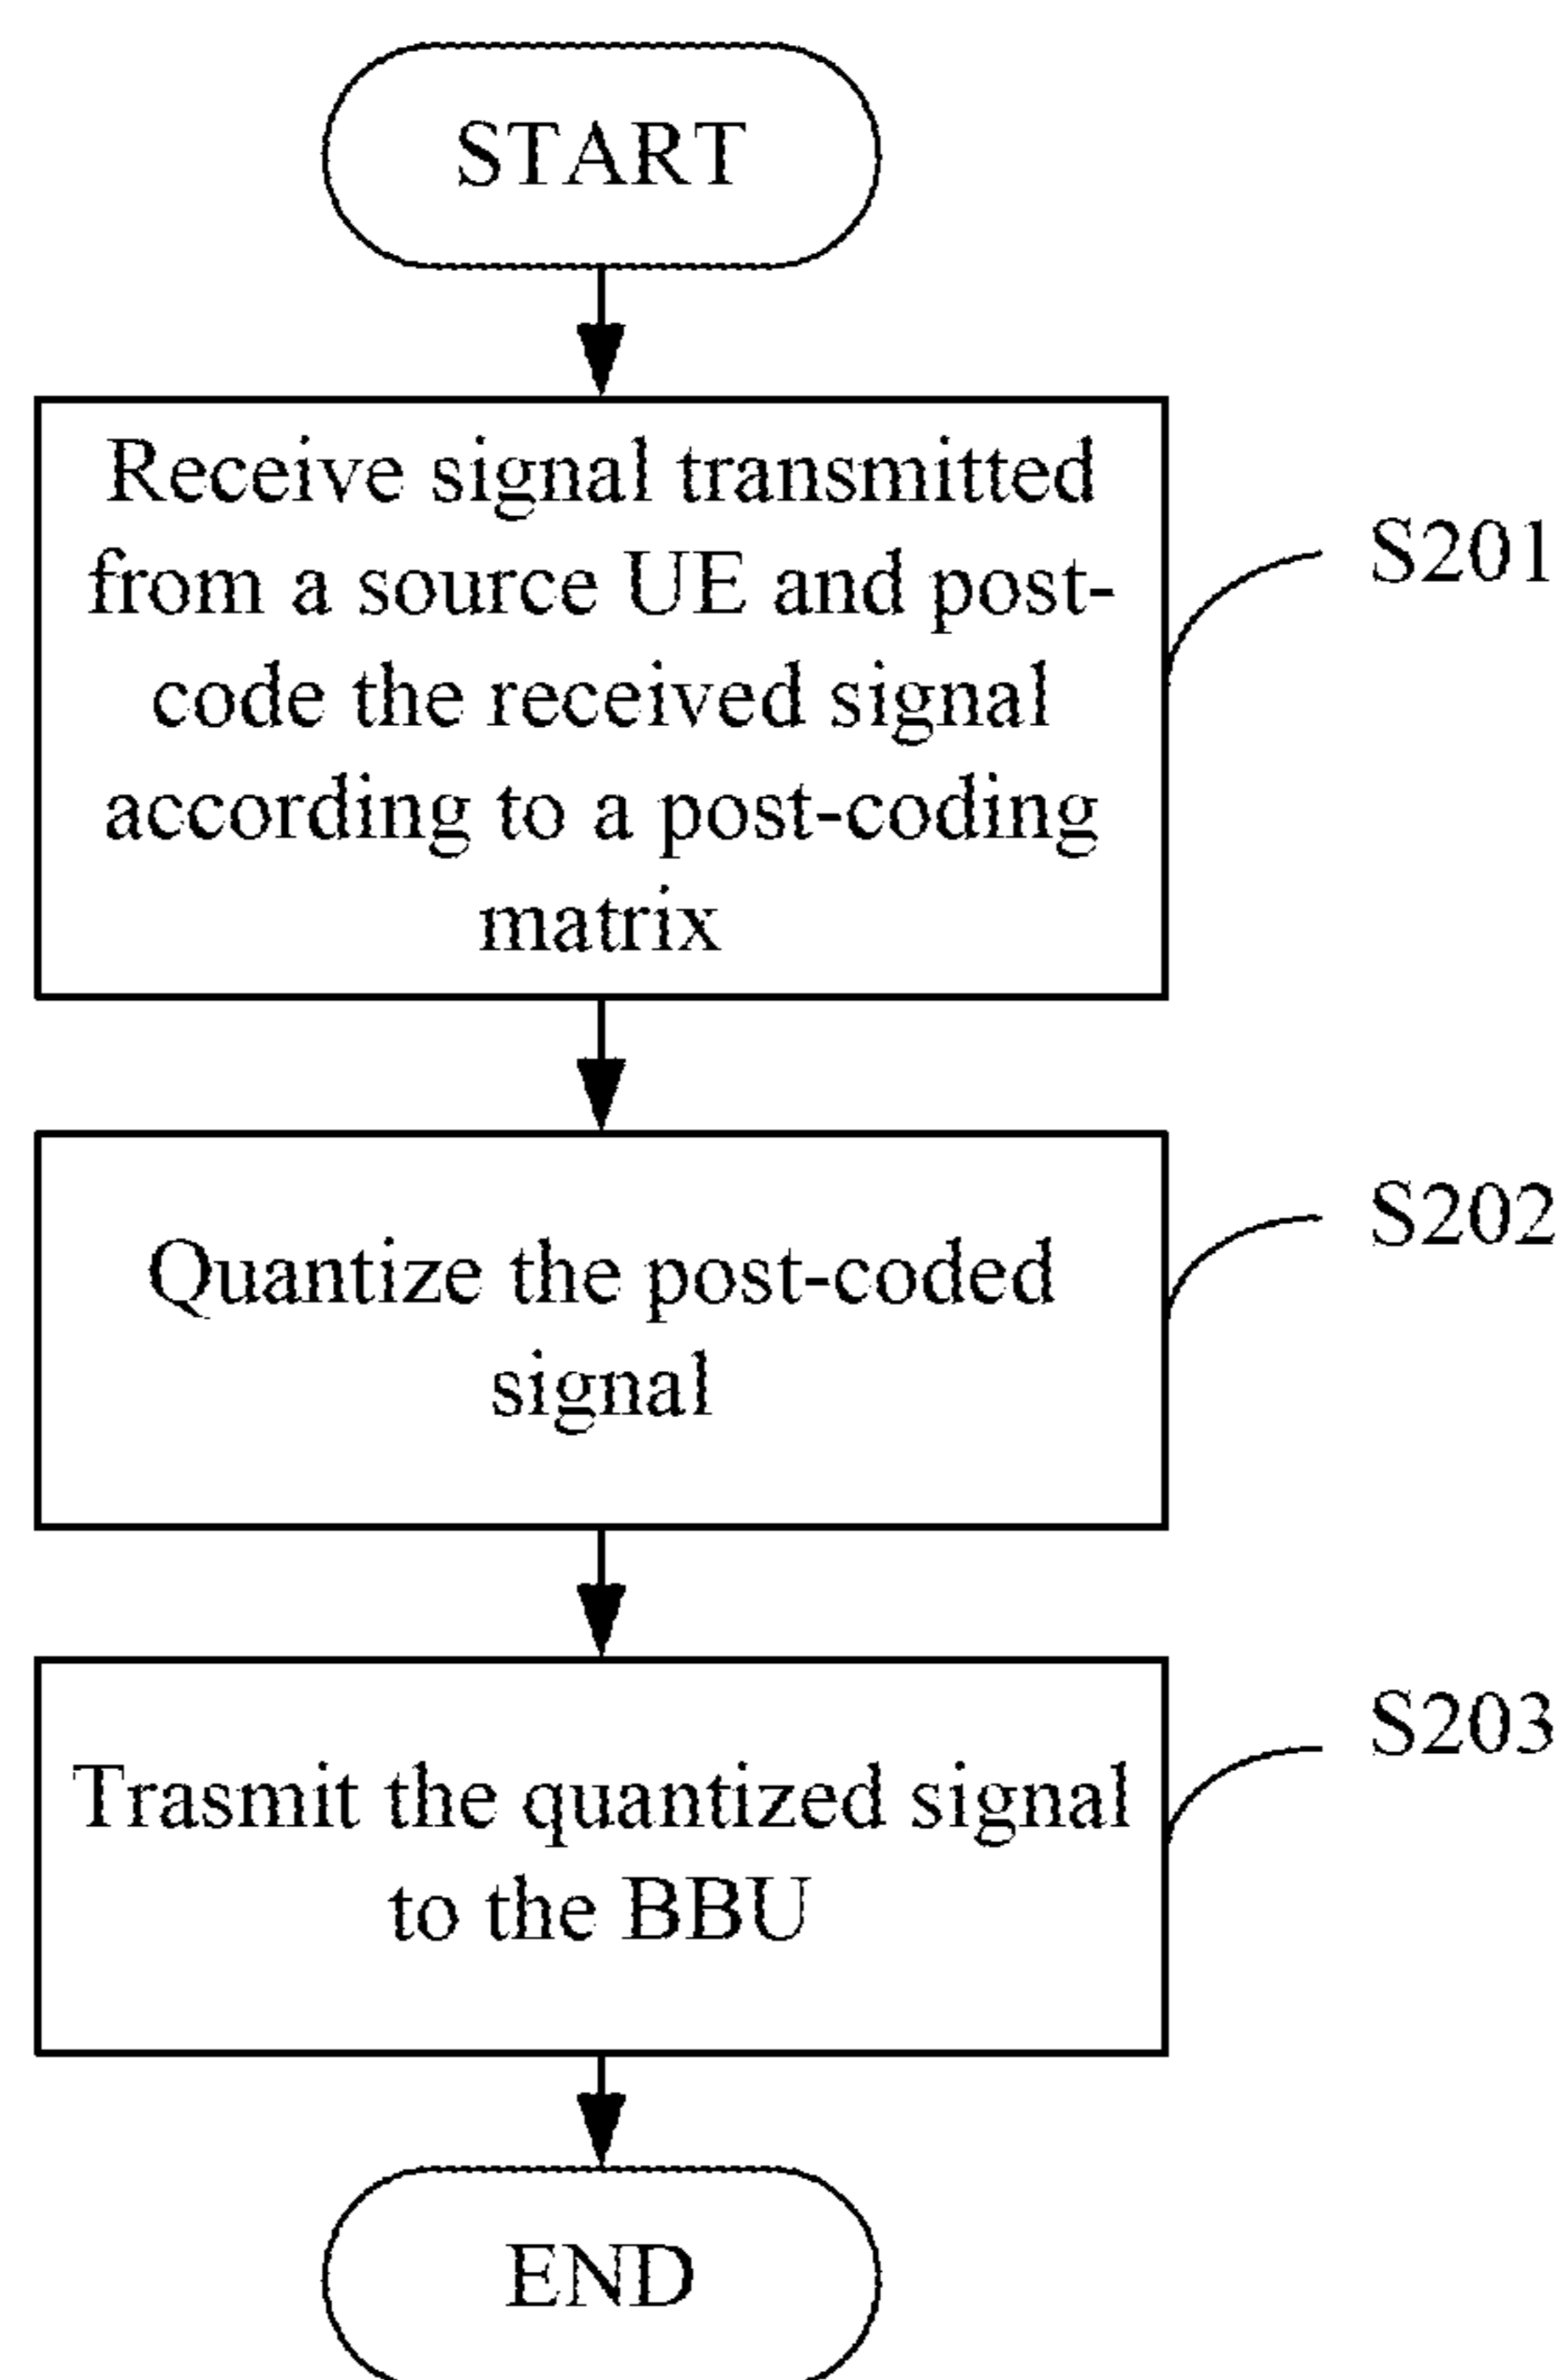 START
Receive signal transmitted
from a source UE and post-
code the received signal
according to a post-coding
matrix
S201
Quantize the post-coded
signal
S202
Trasmit the quantized signal
to the BBU
S203
END